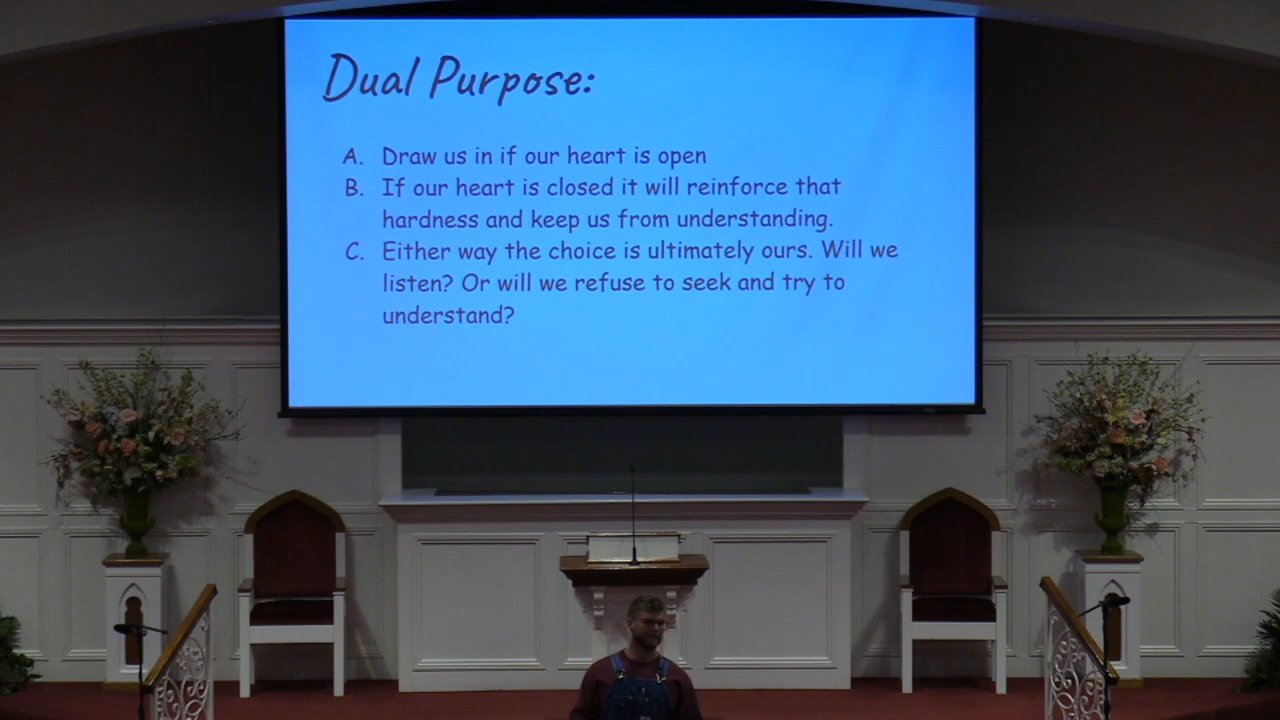 Dual Purpose:
A. Draw us in if our heart is open
B. If our heart is closed it will reinforce that
hardness and keep us from understanding.
C. Either way the choice is ultimately ours. Will we
listen? Or will we refuse to seek and try to
understand?